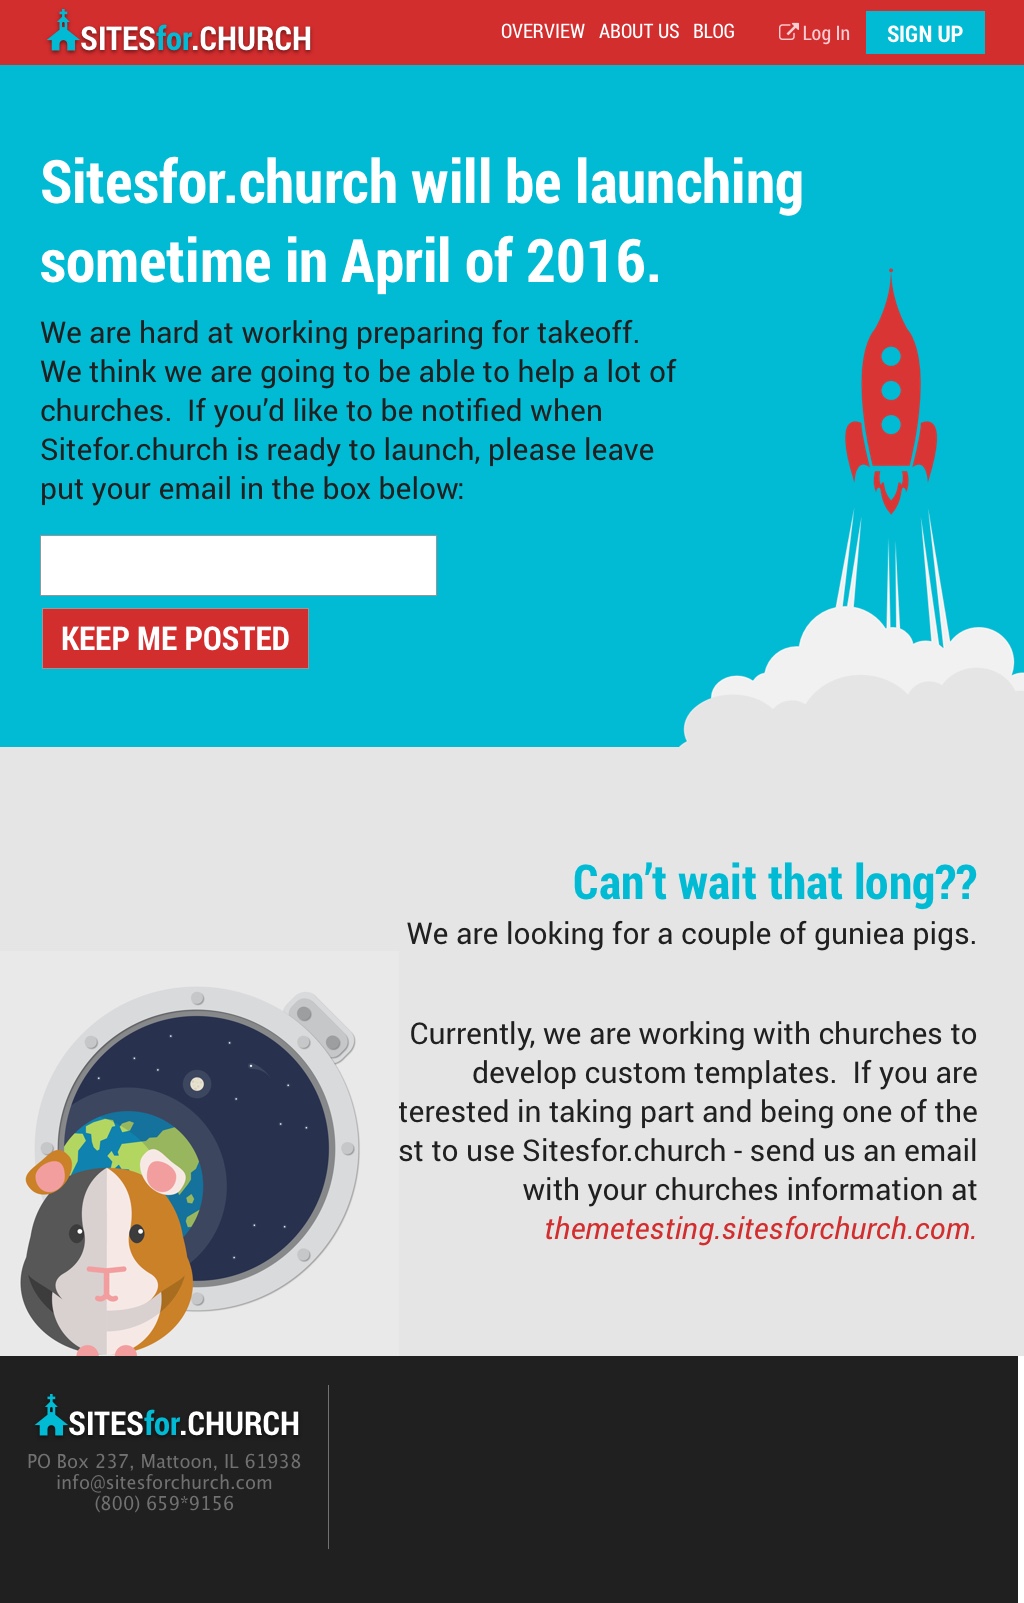 SITESfor.CHURCH
OVERVIEW ABOUT US BLOG Log In SIGN UP
Sitesfor.church will be launching
sometime in April of 2016.
We are hard at working preparing for takeoff.
We think we are going to be able to help a lot of
churches. If you’d like to be notified when
Sitefor.church is ready to launch, please leave
put your email in the box below:
KEEP ME POSTED
Can’t wait that long??
We are looking for a couple of guniea pigs.
Currently, we are working with churches to
develop custom templates. If you are
terested in taking part and being one of the
st to use Sitesfor.church - send us an email
with your churches information at
themetesting.sitesforchurch.com.
SITESfor.CHURCH
PO Box 237, Mattoon, IL 61938
info@sitesforchurch.com
(800) 659*9156